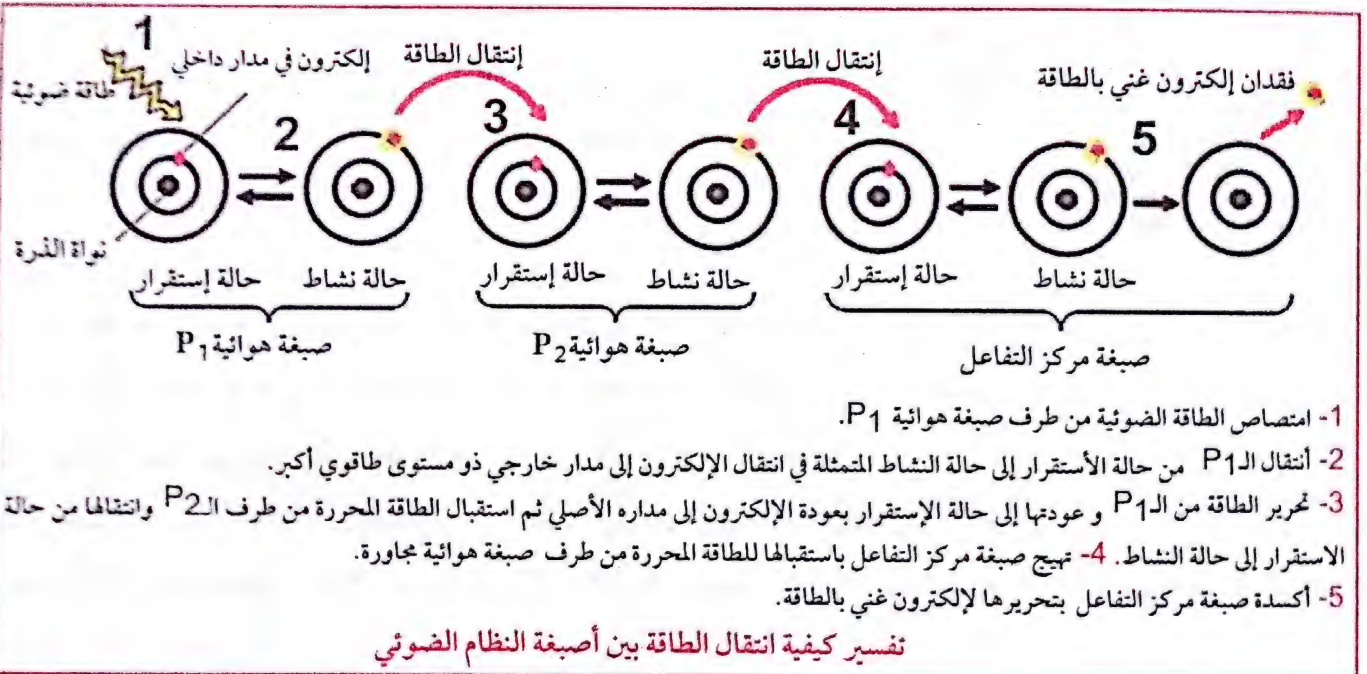 1
طاقة ضوئية
إلكترون في مدار داخلي
إنتقال الطاقة
إنتقال الطاقة
فقدان إلكترون غني بالطاقة
2
3
4
5
نواة الذرة
حالة إستقرار
حالة نشاط
حالة إستقرار
حالة نشاط
حالة إستقرار
حالة نشاط
صبغة هوائية P1
صبغة هوائية P2
صبغة مركز التفاعل
1- امتصاص الطاقة الضوئية من طرف صبغة هوائية P1.
2- أنتقال الـP1 من حالة الأستقرار إلى حالة النشاط المتمثلة في انتقال الإلكترون إلى مدار خارجي ذو مستوى طاقوي أكبر.
3- تحرير الطاقة من الـP1 و عودتها إلى حالة الإستقرار بعودة الإلكترون إلى مداره الأصلي ثم استقبال الطاقة المحررة من طرف الـP2 وانتقالها من حالة
الاستقرار إلى حالة النشاط. 4- تهيج صبغة مركز التفاعل باستقبالها للطاقة المحررة من طرف صبغة هوائية مجاورة.
5- أكسدة صبغة مركز التفاعل بتحريرها لإلكترون غني بالطاقة.
تفسير كيفية انتقال الطاقة بين أصبغة النظام الضوئي